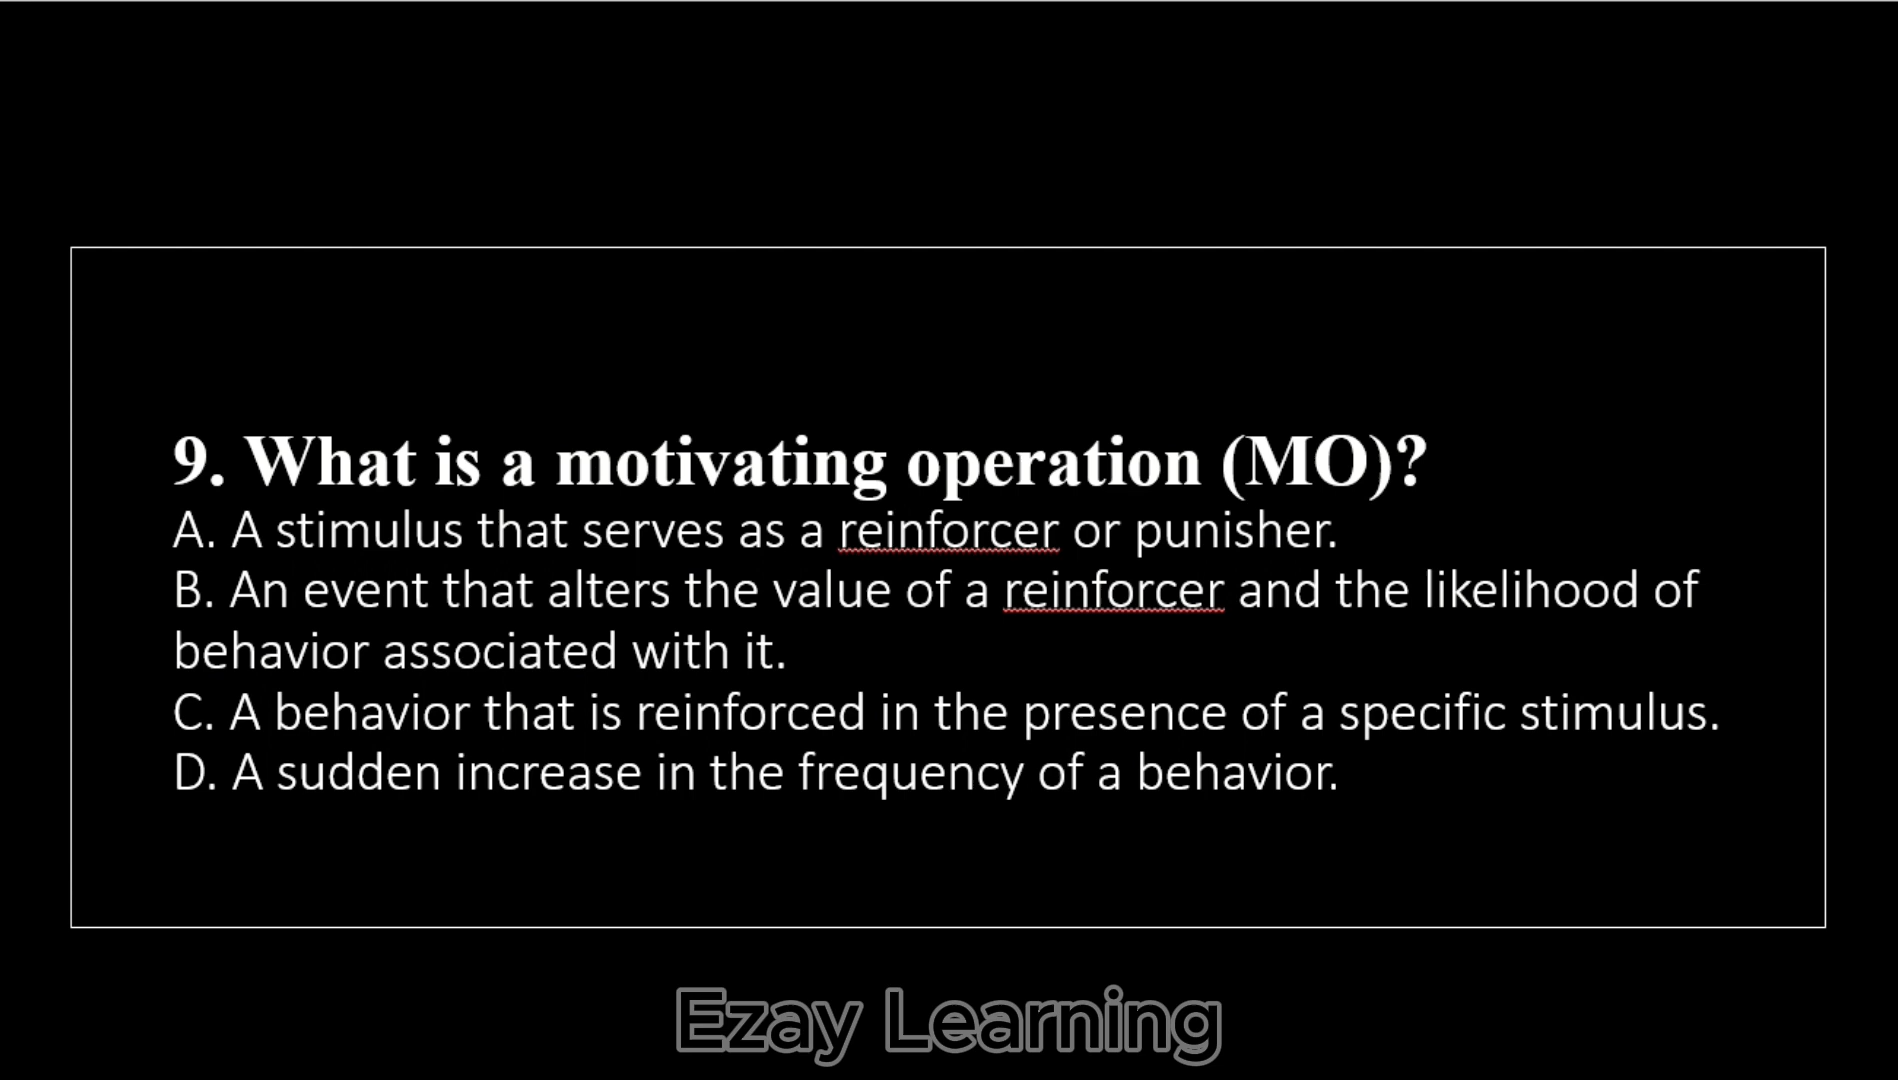 9. What is a motivating operation (MO)?
A. A stimulus that serves as a reinforcer or punisher.
B. An event that alters the value of a reinforcer and the likelihood of
behavior associated with it.
C. A behavior that is reinforced in the presence of a specific stimulus.
D. A sudden increase in the frequency of a behavior.
Ezay Learning